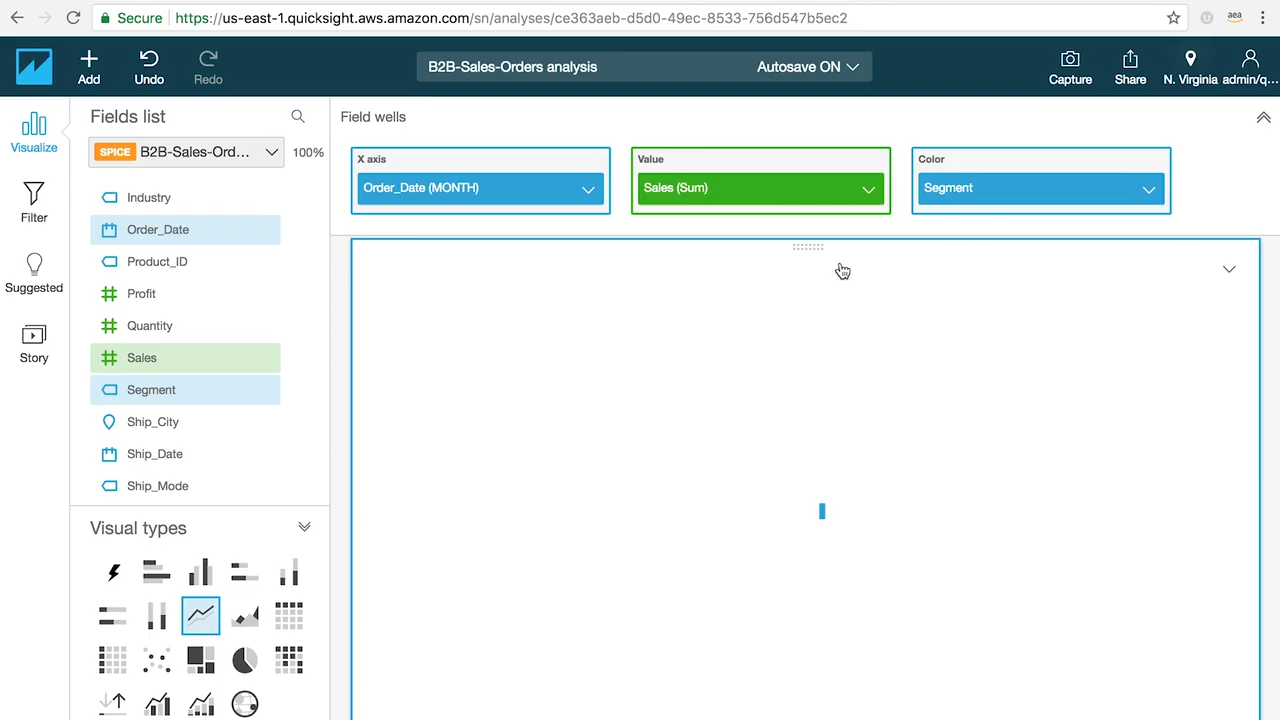 Secure
https://us-east-1.quicksight.aws.amazon.com/sn/analyses/ce363aeb-d5d0-49ec-8533-756d547b5ec2
aea
Add
Undo
Redo
B2B-Sales-Orders analysis
Autosave ON
Capture
Share
N. Virginia
admin/q...
Visualize
Filter
Suggested
Story
Fields list
SPICE
B2B-Sales-Ord...
100%
Industry
Order_Date
Product_ID
Profit
Quantity
Sales
Segment
Ship_City
Ship_Date
Ship_Mode
Visual types
Field wells
X axis
Order_Date (MONTH)
Value
Sales (Sum)
Color
Segment